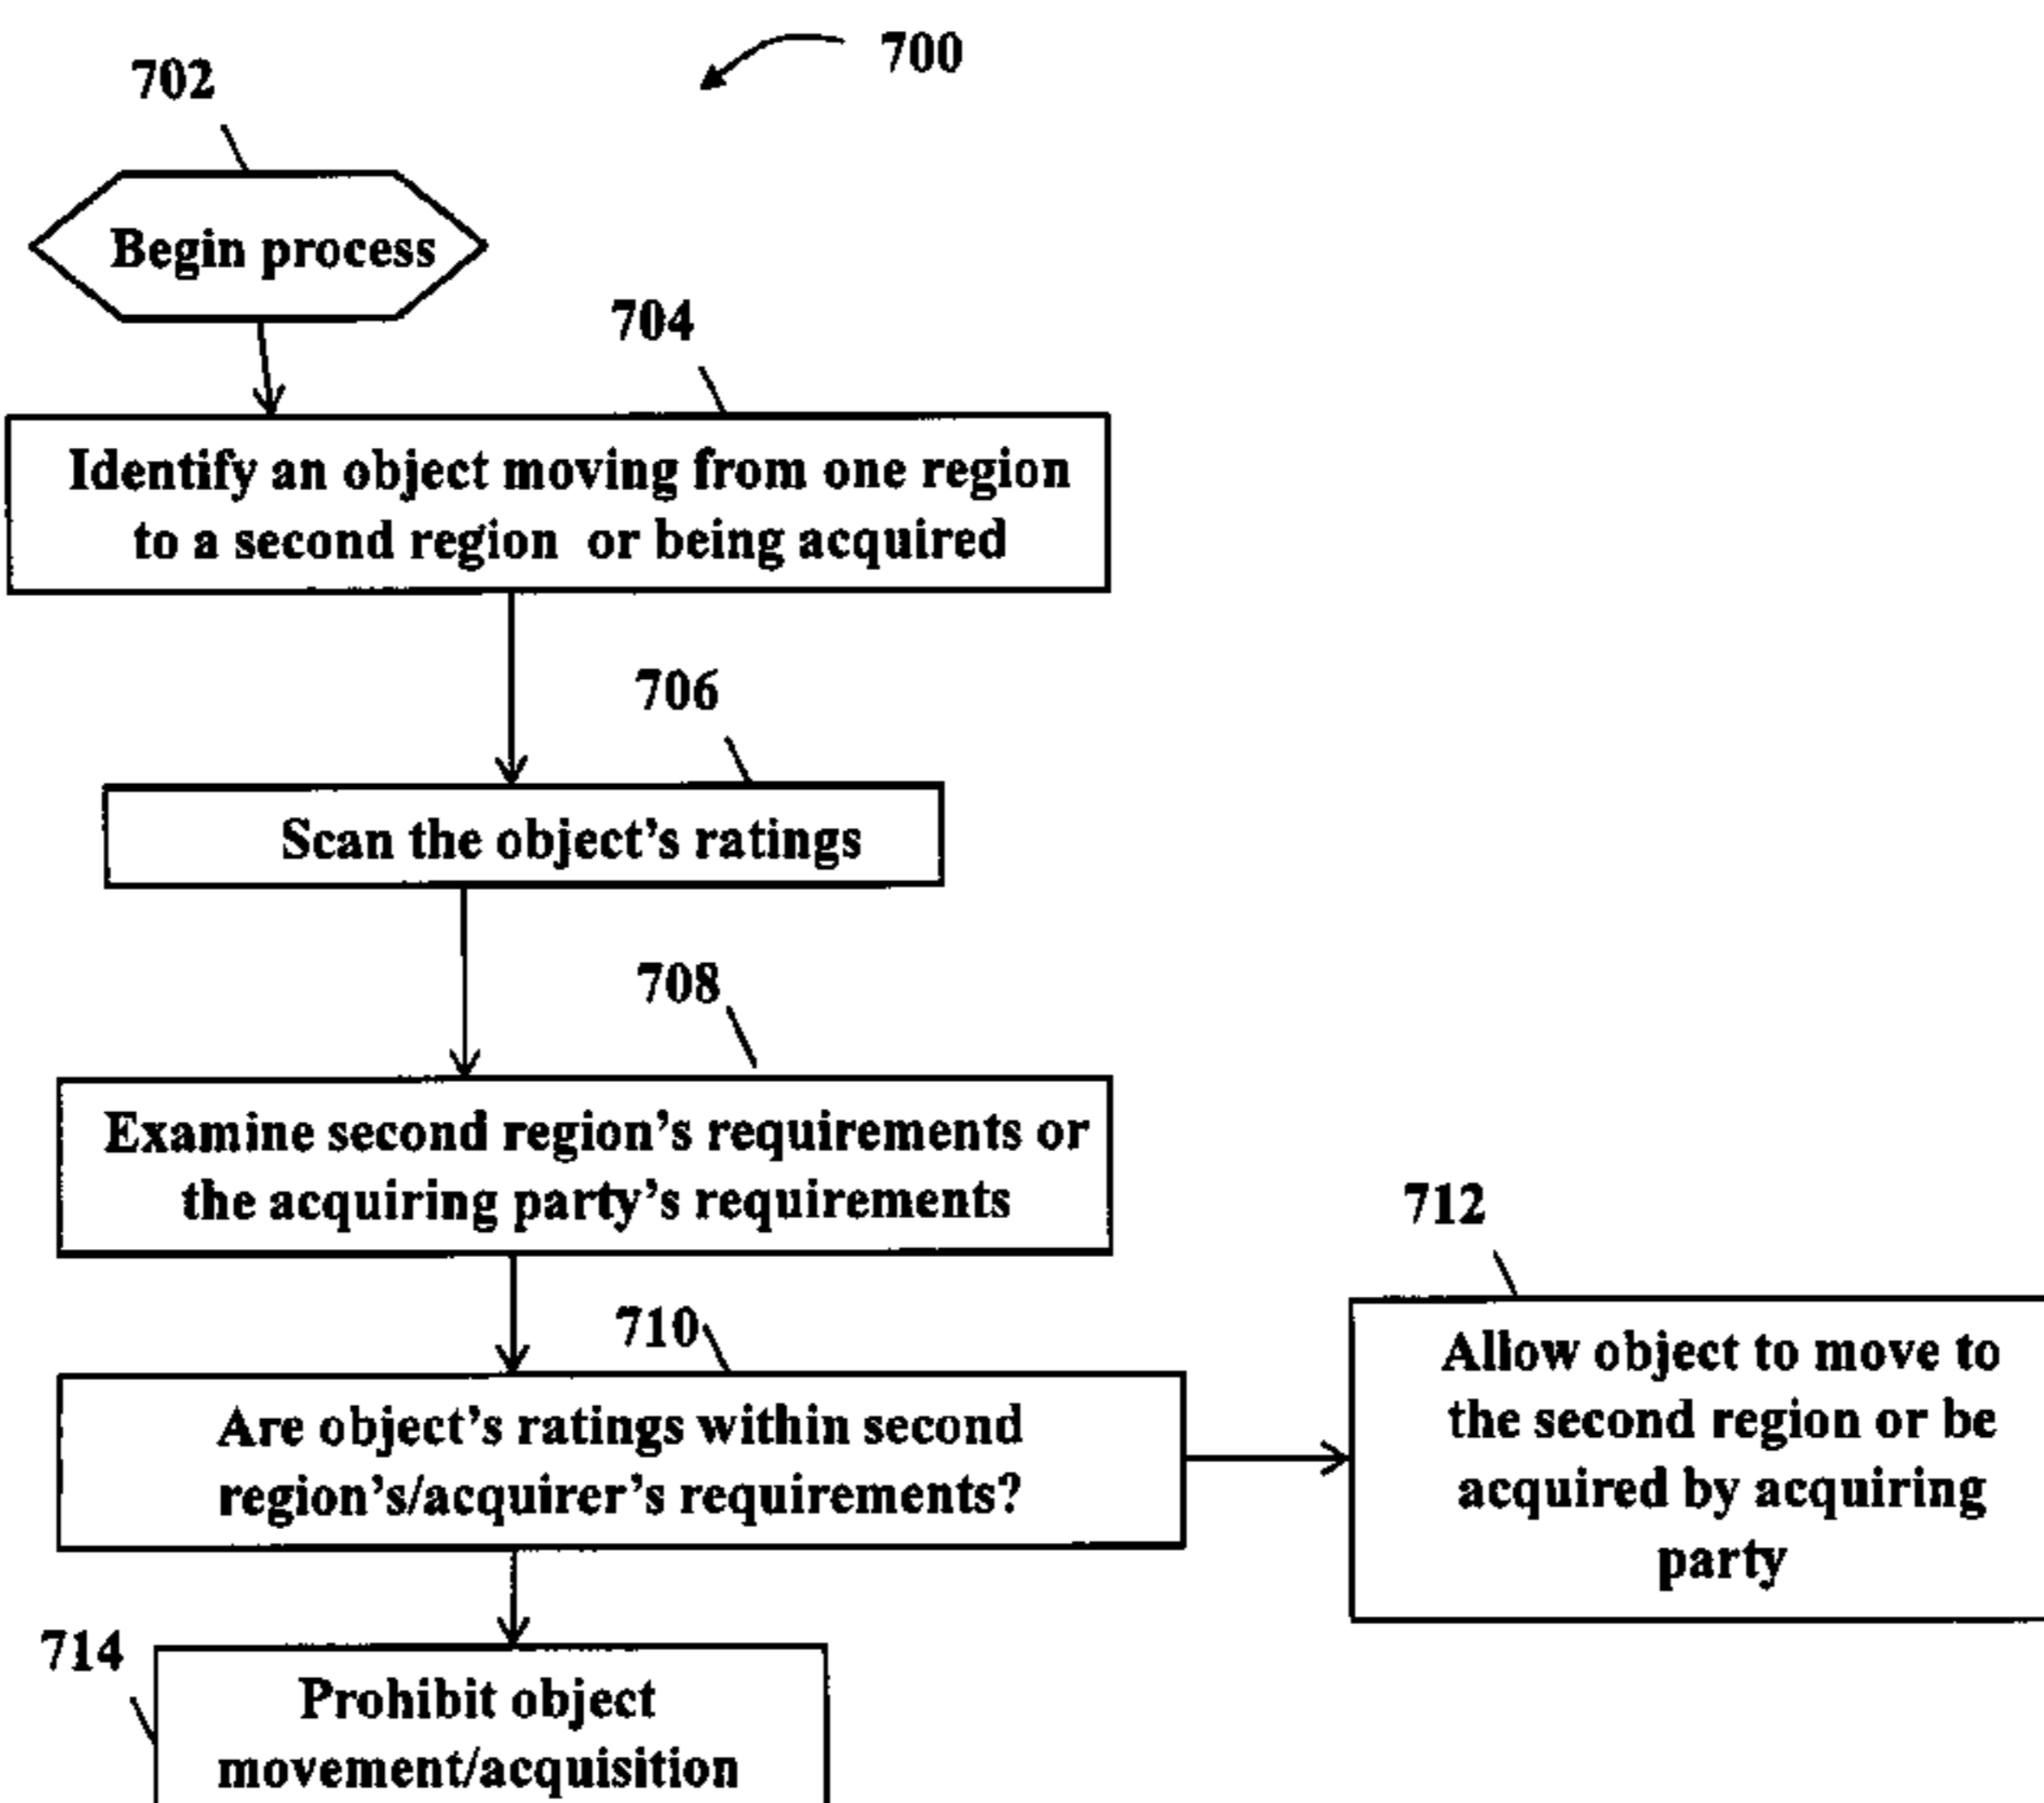 700
702
Begin process
704
Identify an object moving from one region
to a second region or being acquired
706
Scan the object's ratings
708
Examine second region's requirements or
the acquiring party's requirements
710
Are object's ratings within second
region's/acquirer's requirements?
712
Allow object to move to
the second region or be
acquired by acquiring
party
714
Prohibit object
movement/acquisition